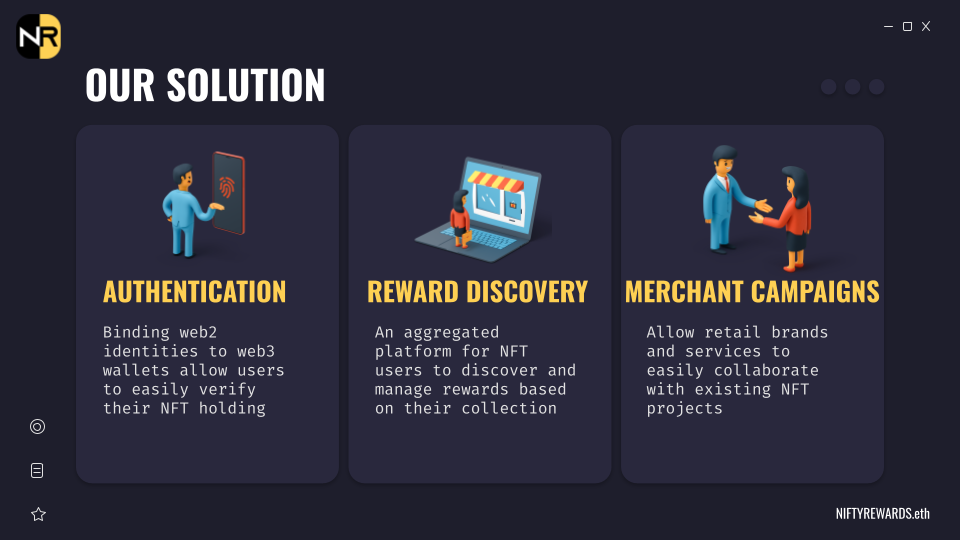 NR
OUR SOLUTION
AUTHENTICATION
Binding web2
identities to web3
wallets allow users
to easily verify
their NFT holding
REWARD DISCOVERY
An aggregated
platform for NFT
users to discover and
manage rewards based
on their collection
MERCHANT CAMPAIGNS
Allow retail brands
and services to
easily collaborate
with existing NFT
projects
NIFTYREWARDS.eth